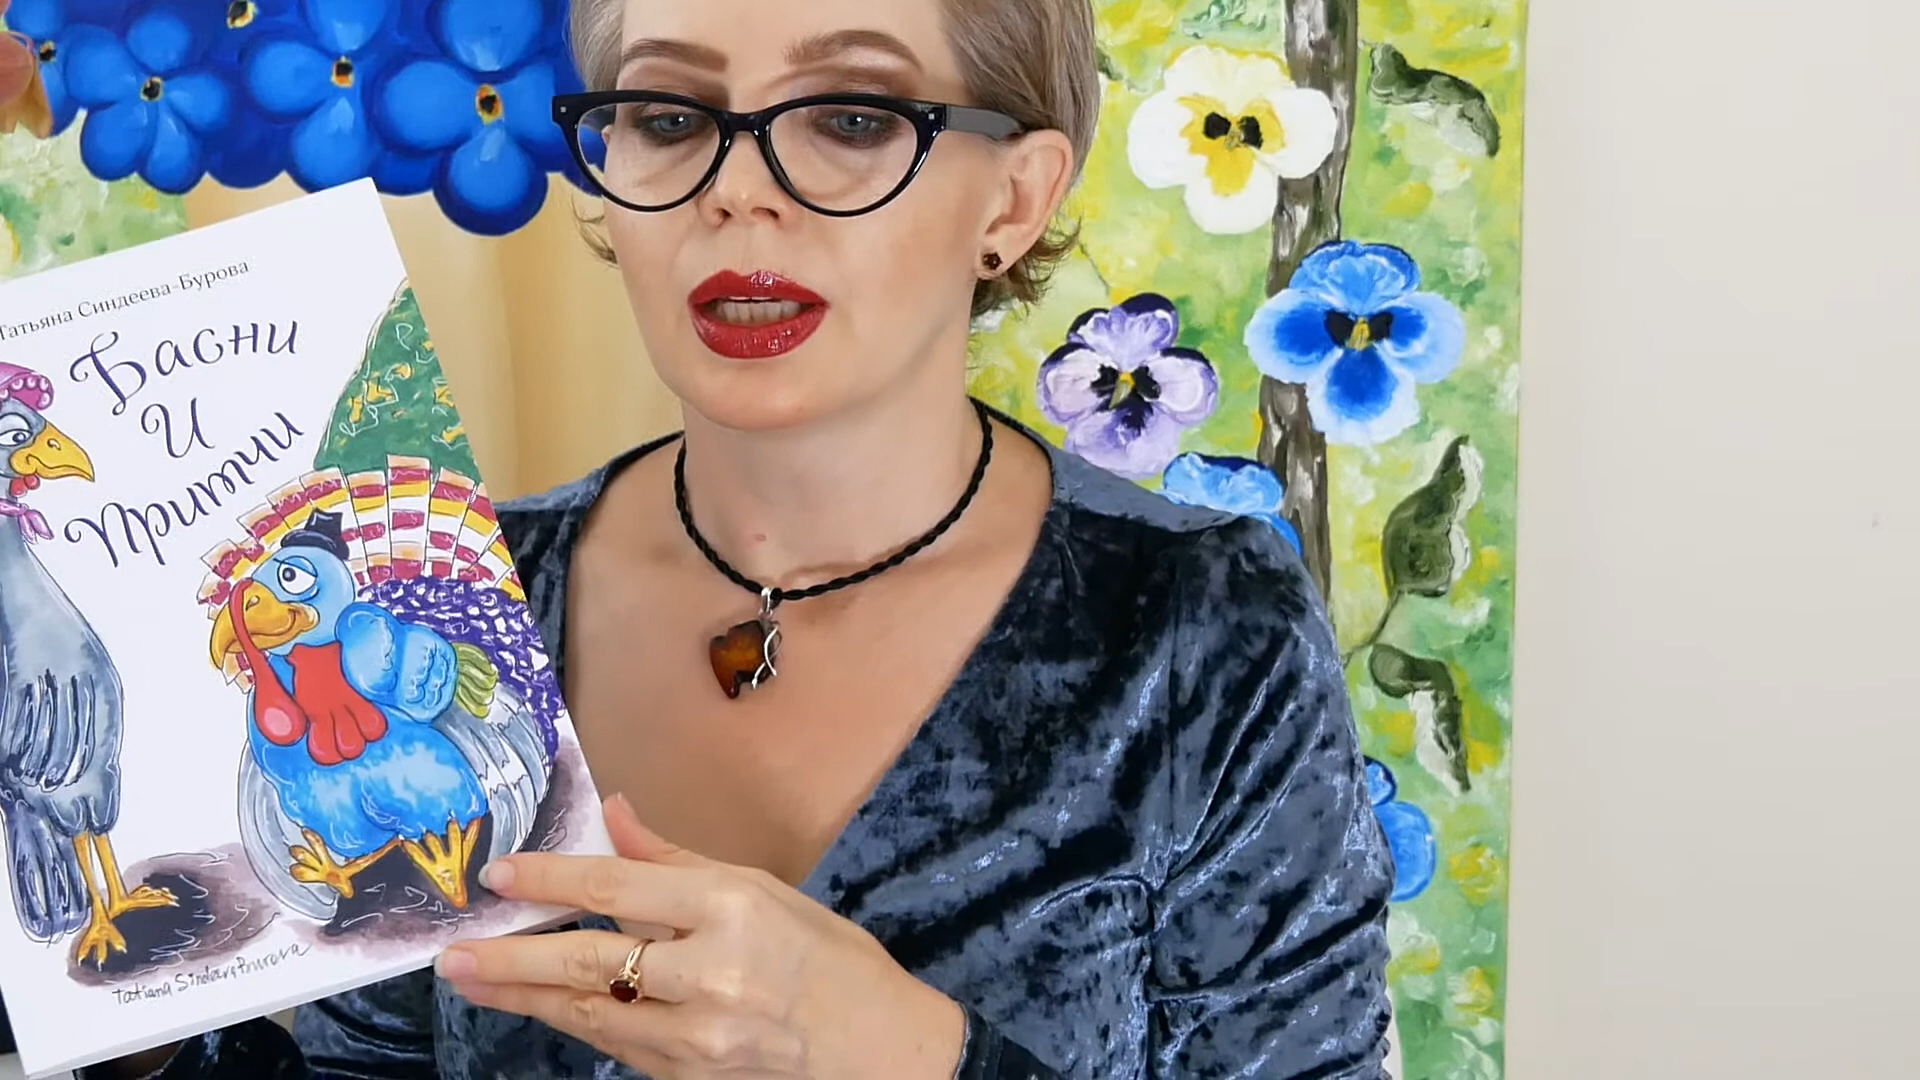 Татьяна Синдеева-Бурова
Басни
и
Притчи
Tatiana Sindeeva Burova